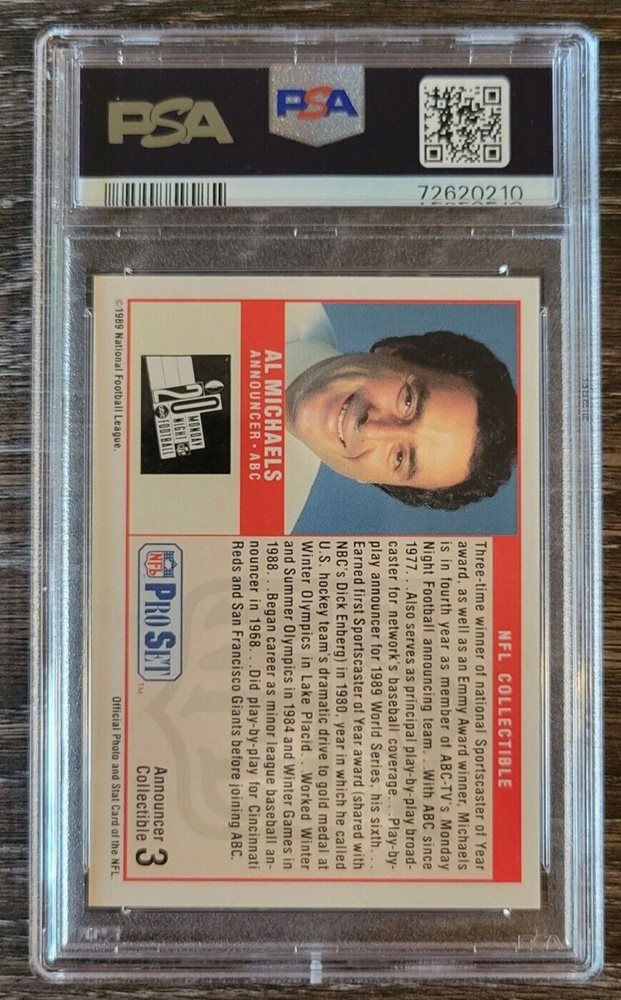 PSA
PSA
72620210
NFL COLLECTIBLE
AL MICHAELS
ANNOUNCER • ABC
20
MONDAY
NIGHT
abc
FOOTBALL
Three-time winner of national Sportscaster of Year
award, as well as an Emmy Award winner, Michaels
is in fourth year as member of ABC-TV's Monday
Night Football announcing team . . . With ABC since
1977. . . Also serves as principal play-by-play broad-
caster for network's baseball coverage. . . . Play-by-
play announcer for 1989 World Series, his sixth. . .
Earned first Sportscaster of Year award (shared with
NBC's Dick Enberg) in 1980, year in which he called
U.S. hockey team's dramatic drive to gold medal at
Winter Olympics in Lake Placid. . . Worked Winter
and Summer Olympics in 1984 and Winter Games in
1988. . . Began career as minor league baseball an-
nouncer in 1968. . . Did play-by-play for Cincinnati
Reds and San Francisco Giants before joining ABC.
NFL PRO SET™
Announcer
Collectible 3
©1989 National Football League.
Official Photo and Stat Card of the NFL.
PSA